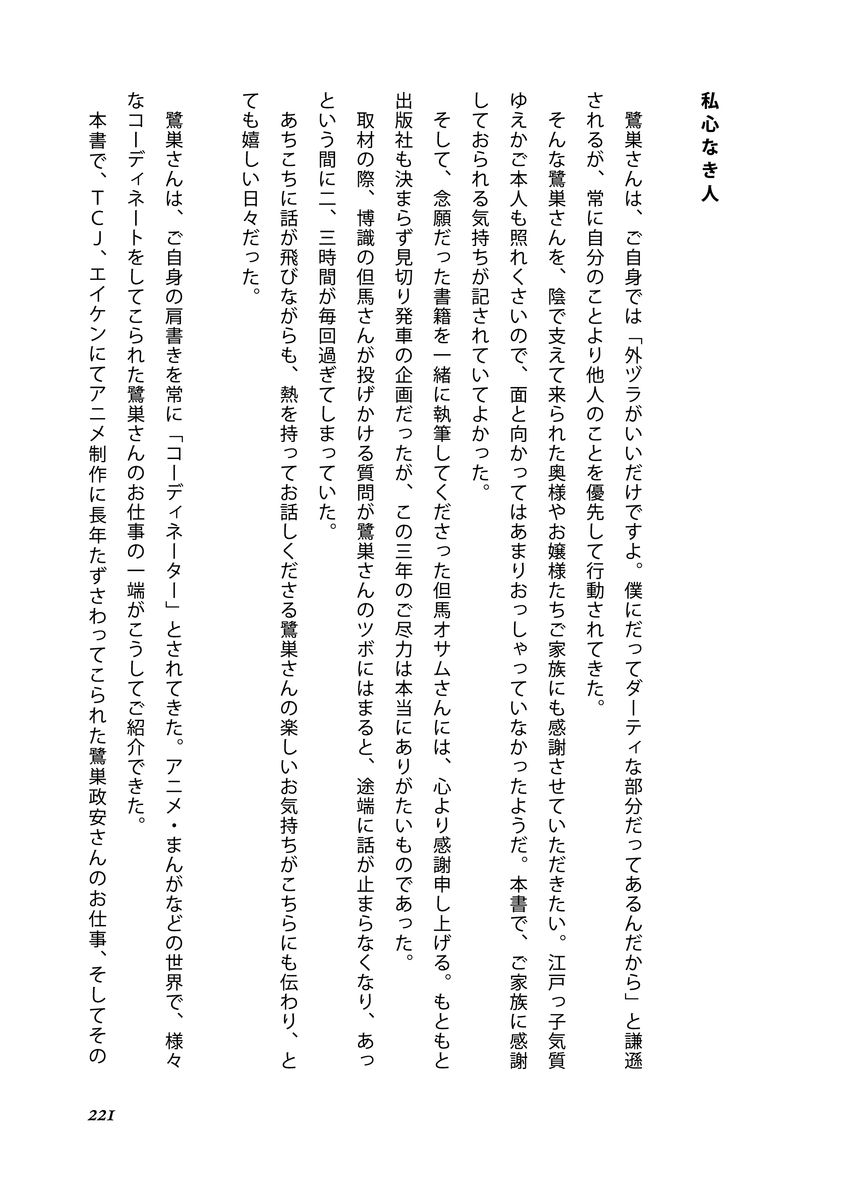 私心なき人
鷺巣さんは、ご自身では「外ヅラがいいだけですよ。僕にだってダーティな部分だってあるんだから」と謙遜
されるが、常に自分のことより他人のことを優先して行動されてきた。
そんな鷺巣さんを、陰で支えて来られた奥様やお嬢様たちご家族にも感謝させていただきたい。江戸っ子気質
ゆえかご本人も照れくさいので、面と向かってはあまりおっしゃっていなかったようだ。本書で、ご家族に感謝
しておられる気持ちが記されていてよかった。
そして、念願だった書籍を一緒に執筆してくださった但馬オサムさんには、心より感謝申し上げる。もともと
出版社も決まらず見切り発車の企画だったが、この三年のご尽力は本当にありがたいものであった。
取材の際、博識の但馬さんが投げかける質問が鷺巣さんのツボにはまると、途端に話が止まらなくなり、あっ
という間に二、三時間が毎回過ぎてしまっていた。
あちこちに話が飛びながらも、熱を持ってお話しくださる鷺巣さんの楽しいお気持ちがこちらにも伝わり、と
ても嬉しい日々だった。
鷺巣さんは、ご自身の肩書きを常に「コーディネーター」とされてきた。アニメ・まんがなどの世界で、様々
なコーディネートをしてこられた鷺巣さんのお仕事の一端がこうしてご紹介できた。
本書で、TCJ、エイケンにてアニメ制作に長年たずさわってこられた鷺巣政安さんのお仕事、そしてその
221